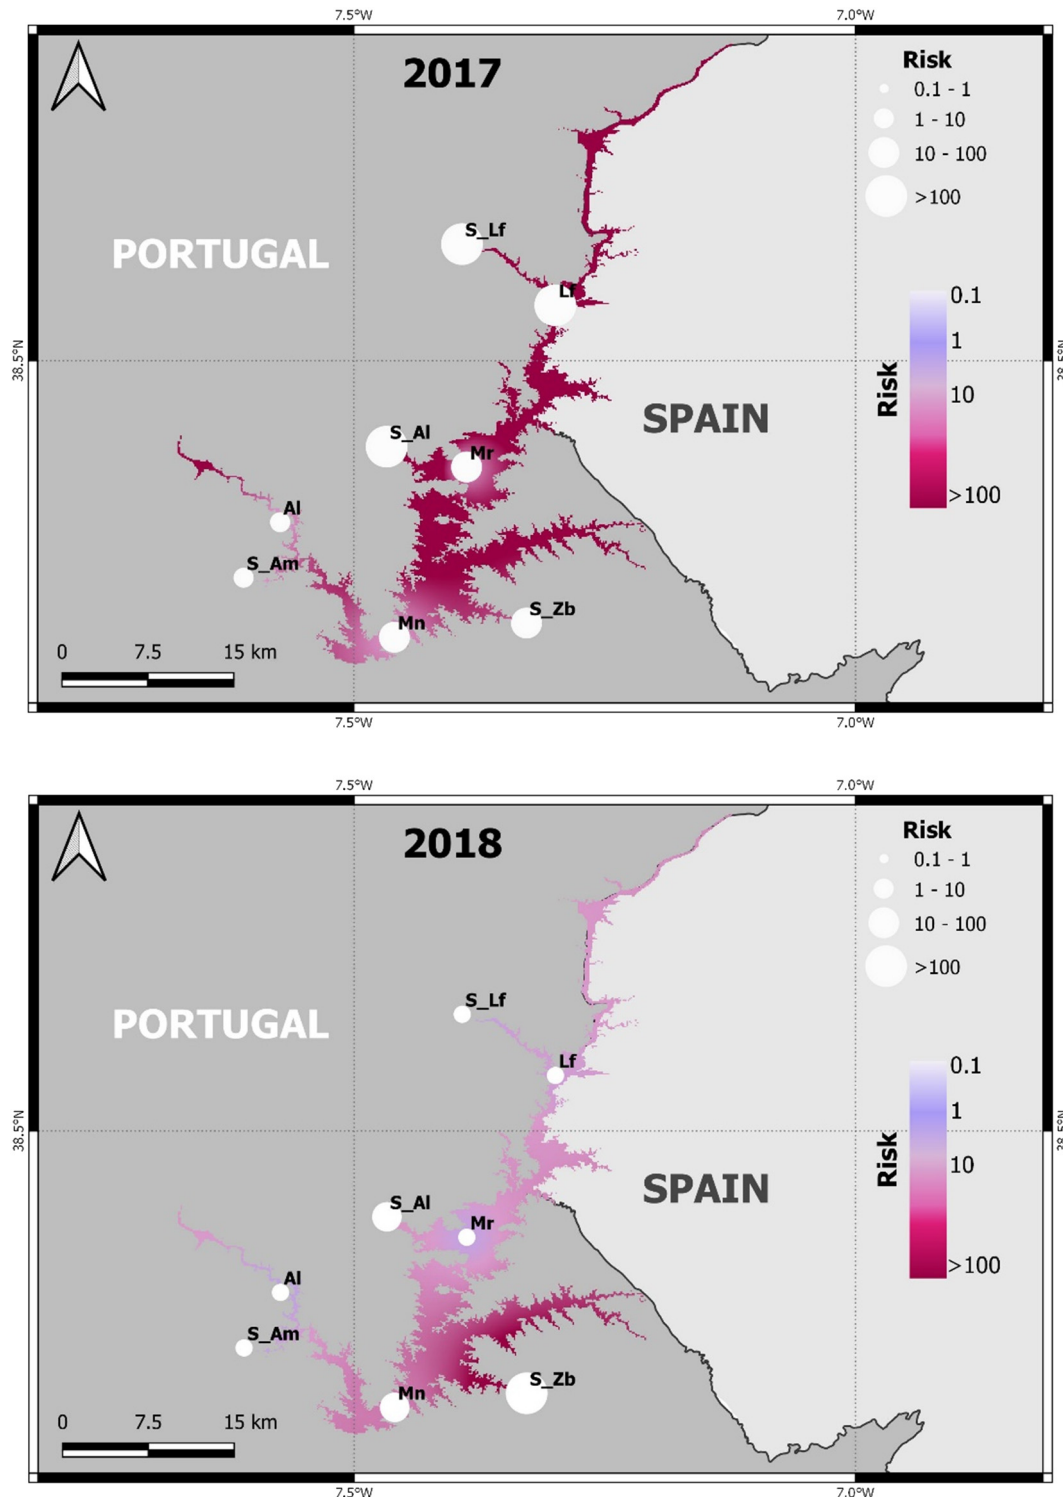 7.5°W 7.0°W
2017
Risk
0.1 - 1
1 - 10
10 - 100
>100
S_Lf
PORTUGAL
Lf
0.1
1
10
>100
Risk
38.5°N 38.5°N
SPAIN
S_Al
Mr
Al
S_Am
S_Zb
Mn
0 7.5 15 km
7.5°W 7.0°W
7.5°W 7.0°W
2018
Risk
0.1 - 1
1 - 10
10 - 100
>100
S_Lf
PORTUGAL
Lf
0.1
1
10
>100
Risk
38.5°N 38.5°N
SPAIN
S_Al
Mr
Al
S_Am
S_Zb
Mn
0 7.5 15 km
7.5°W 7.0°W